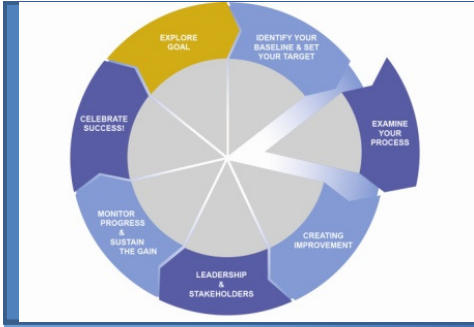 EXPLORE
GOAL
IDENTIFY YOUR
BASELINE & SET
YOUR TARGET
EXAMINE
YOUR
PROCESS
CREATING
IMPROVEMENT
LEADERSHIP
&
STAKEHOLDERS
MONITOR
PROGRESS
&
SUSTAIN
THE GAIN
CELEBRATE
SUCCESS!